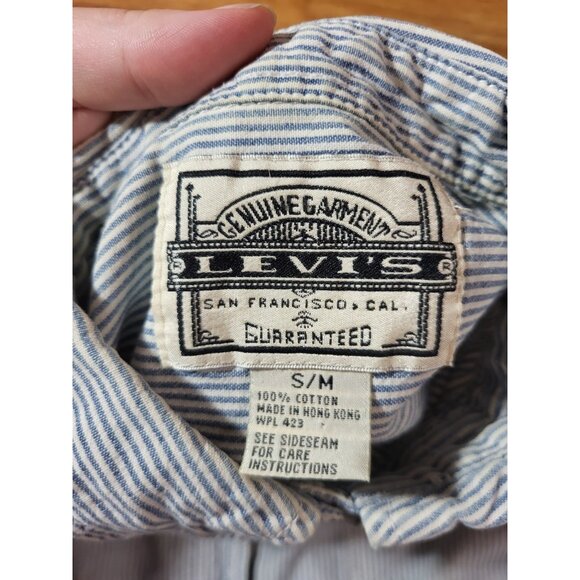 GENUINE GARMENT
® LEVI'S ®
SAN FRANCISCO, CAL.
GUARANTEED
S/M
100% COTTON
MADE IN HONG KONG
WPL 423
SEE SIDESEAM
FOR CARE
INSTRUCTIONS